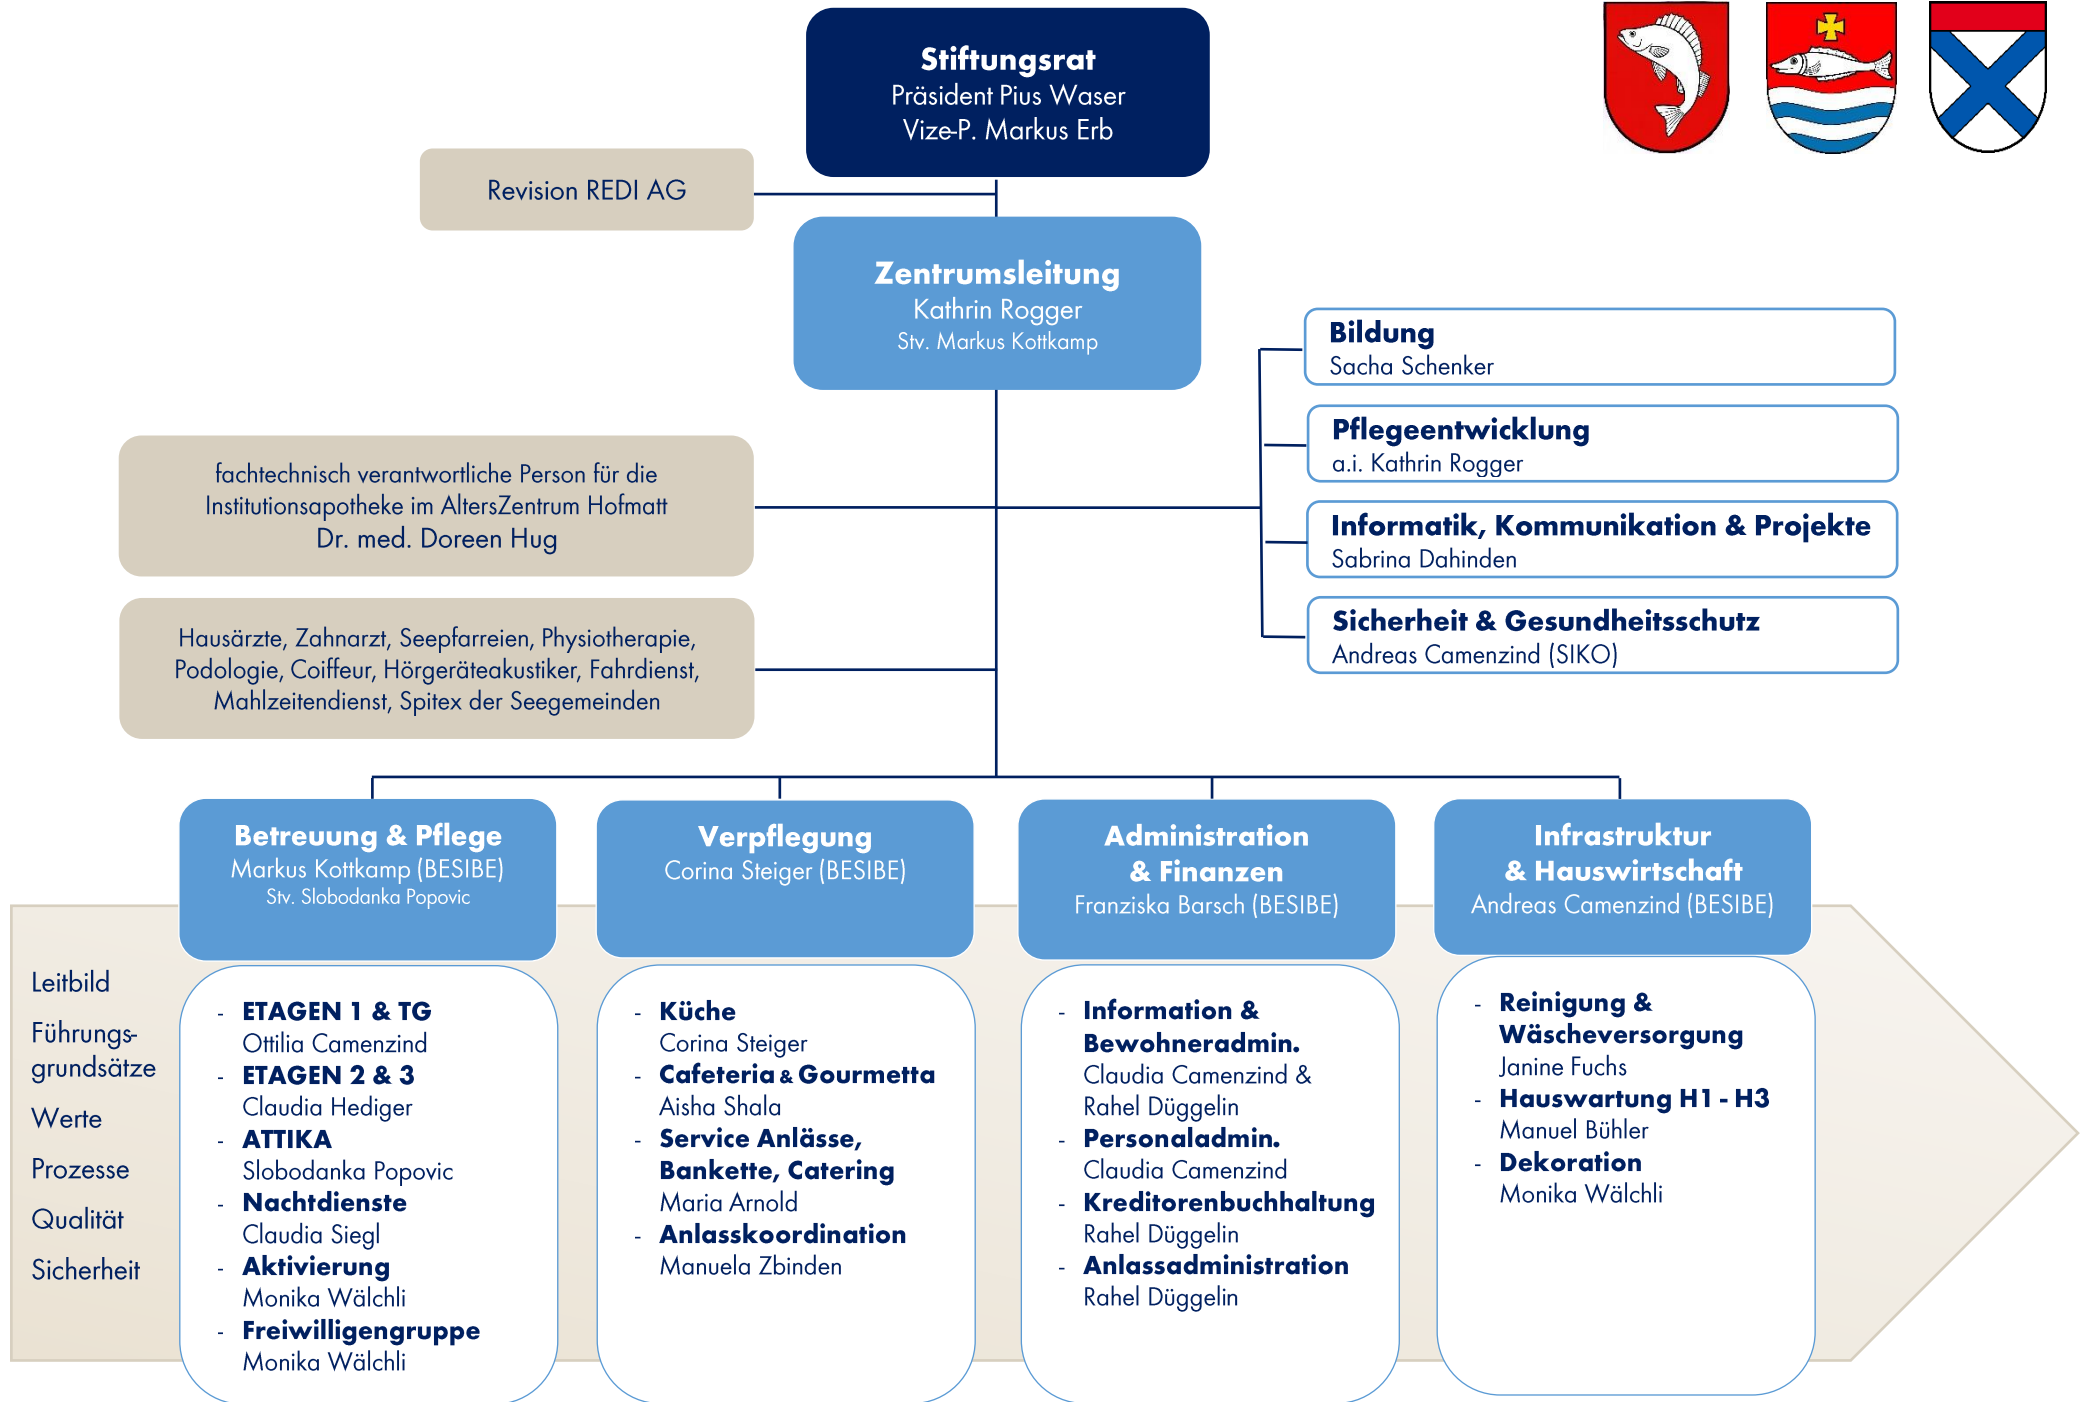 Stiftungsrat
Präsident Pius Waser
Vize-P. Markus Erb
Revision REDI AG
Zentrumsleitung
Kathrin Rogger
Stv. Markus Kottkamp
Bildung
Sacha Schenker
Pflegeentwicklung
a.i. Kathrin Rogger
Informatik, Kommunikation & Projekte
Sabrina Dahinden
Sicherheit & Gesundheitsschutz
Andreas Camenzind (SIKO)
fachtechnisch verantwortliche Person für die
Institutionsapotheke im AltersZentrum Hofmatt
Dr. med. Doreen Hug
Hausärzte, Zahnarzt, Seepfarreien, Physiotherapie,
Podologie, Coiffeur, Hörgeräteakustiker, Fahrdienst,
Mahlzeitendienst, Spitex der Seegemeinden
Leitbild
Führungs-
grundsätze
Werte
Prozesse
Qualität
Sicherheit
Betreuung & Pflege
Markus Kottkamp (BESIBE)
Stv. Slobodanka Popovic
- ETAGEN 1 & TG
Ottilia Camenzind
- ETAGEN 2 & 3
Claudia Hediger
- ATTIKA
Slobodanka Popovic
- Nachtdienste
Claudia Siegl
- Aktivierung
Monika Wälchli
- Freiwilligengruppe
Monika Wälchli
Verpflegung
Corina Steiger (BESIBE)
- Küche
Corina Steiger
- Cafeteria & Gourmetta
Aisha Shala
- Service Anlässe,
Bankette, Catering
Maria Arnold
- Anlasskoordination
Manuela Zbinden
Administration
& Finanzen
Franziska Barsch (BESIBE)
- Information &
Bewohneradmin.
Claudia Camenzind &
Rahel Düggelin
- Personaladmin.
Claudia Camenzind
- Kreditorenbuchhaltung
Rahel Düggelin
- Anlassadministration
Rahel Düggelin
Infrastruktur
& Hauswirtschaft
Andreas Camenzind (BESIBE)
- Reinigung &
Wäscheversorgung
Janine Fuchs
- Hauswartung H1 - H3
Manuel Bühler
- Dekoration
Monika Wälchli